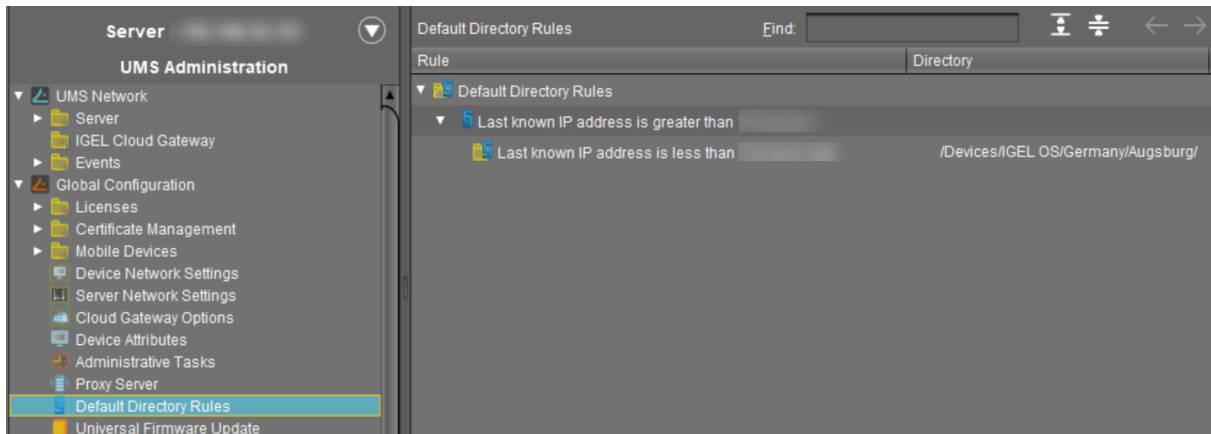 Server
UMS Administration
UMS Network
Server
IGEL Cloud Gateway
Events
Global Configuration
Licenses
Certificate Management
Mobile Devices
Device Network Settings
Server Network Settings
Cloud Gateway Options
Device Attributes
Administrative Tasks
Proxy Server
Default Directory Rules
Universal Firmware Update
Default Directory Rules Find:
Rule Directory
Default Directory Rules
Last known IP address is greater than
Last known IP address is less than /Devices/IGEL OS/Germany/Augsburg/